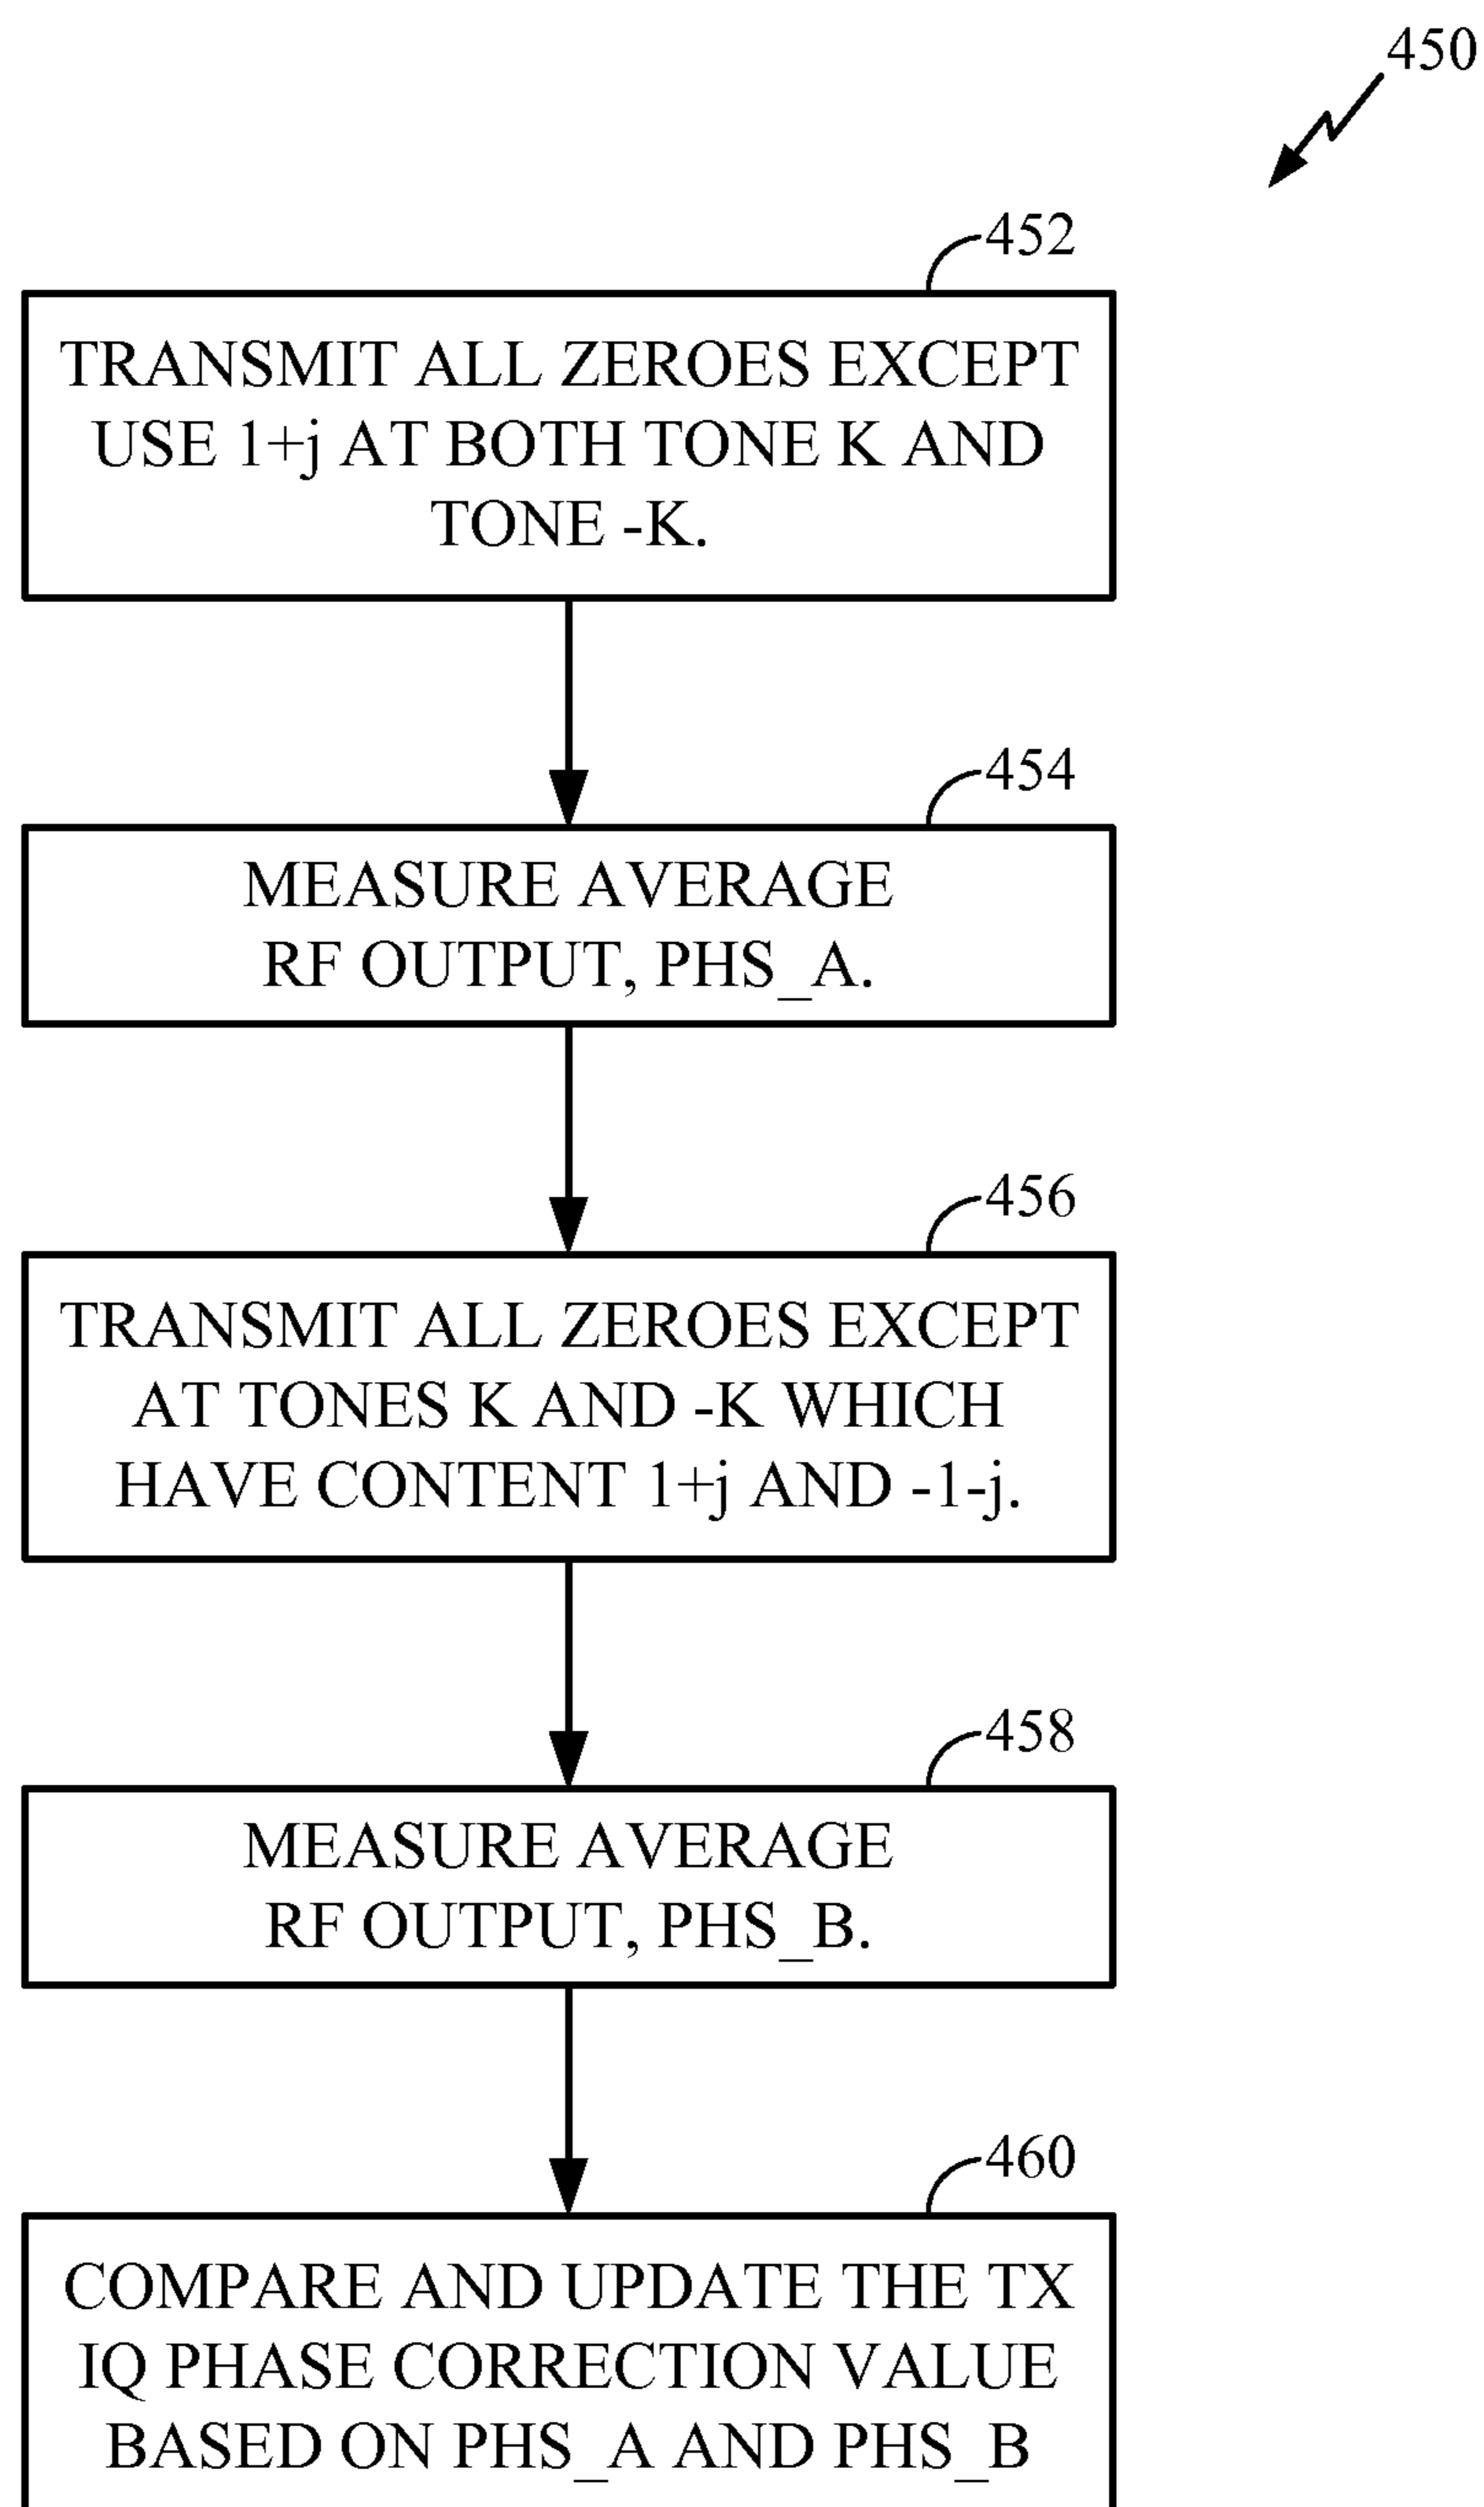 450
452
TRANSMIT ALL ZEROES EXCEPT
USE 1+j AT BOTH TONE K AND
TONE -K.
454
MEASURE AVERAGE
RF OUTPUT, PHS_A.
456
TRANSMIT ALL ZEROES EXCEPT
AT TONES K AND -K WHICH
HAVE CONTENT 1+j AND -1-j.
458
MEASURE AVERAGE
RF OUTPUT, PHS_B.
460
COMPARE AND UPDATE THE TX
IQ PHASE CORRECTION VALUE
BASED ON PHS_A AND PHS_B